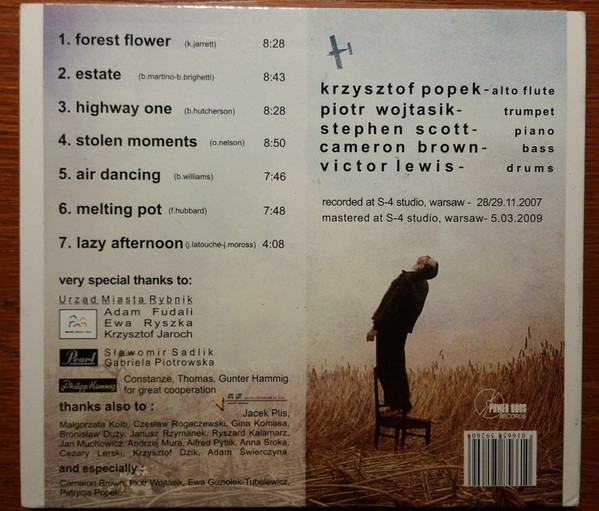 1. forest flower (k.jarrett) 8:28
2. estate (b.martino-b.brighetti) 8:43
3. highway one (b.hutcherson) 8:28
4. stolen moments (o.nelson) 8:50
5. air dancing (b.williams) 7:46
6. melting pot (f.hubbard) 7:48
7. lazy afternoon (j.latouche-j.moross) 4:08
very special thanks to:
Urząd Miasta Rybnik
Adam Fudali
Ewa Ryszka
Krzysztof Jaroch
Pearl
Sławomir Sadlik
Gabriela Piotrowska
Philipp Hammig
Constanze, Thomas, Gunter Hammig
for great cooperation
thanks also to :
Jacek Plis,
Małgorzata Kolb, Czesław Rogaczewski, Gina Komasa,
Bronisław Duży, Janusz Rzymanek, Ryszard Kałamarz,
Jan Muchowicz, Andrzej Mura, Alfred Pytlik, Anna Sroka,
Cezary Lerski, Krzysztof Dzik, Adam Świerczyna
and especially :
Cameron Brown, Piotr Wojtasik, Ewa Guziołek-Tubelewicz,
Patrycja Popek
krzysztof popek-alto flute
piotr wojtasik- trumpet
stephen scott- piano
cameron brown- bass
victor lewis- drums
recorded at S-4 studio, warsaw - 28/29.11.2007
mastered at S-4 studio, warsaw- 5.03.2009
POWER BROS
RECORDS